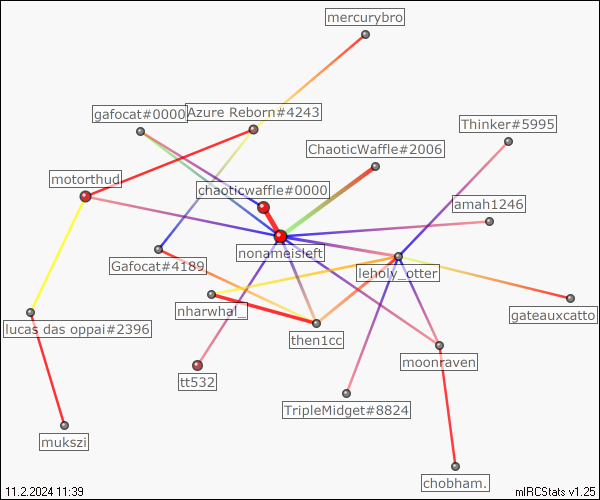 mercurybro
gafocat#0000
Azure Reborn#4243
Thinker#5995
ChaoticWaffle#2006
motorthud
chaoticwaffle#0000
amah1246
nonameisleft
Gafocat#4189
leholy_otter
nharwhal_
gateauxcatto
lucas das oppai#2396
then1cc
moonraven
tt532
TripleMidget#8824
mukszi
chobham.
11.2.2024 11:39
mIRCStats v1.25